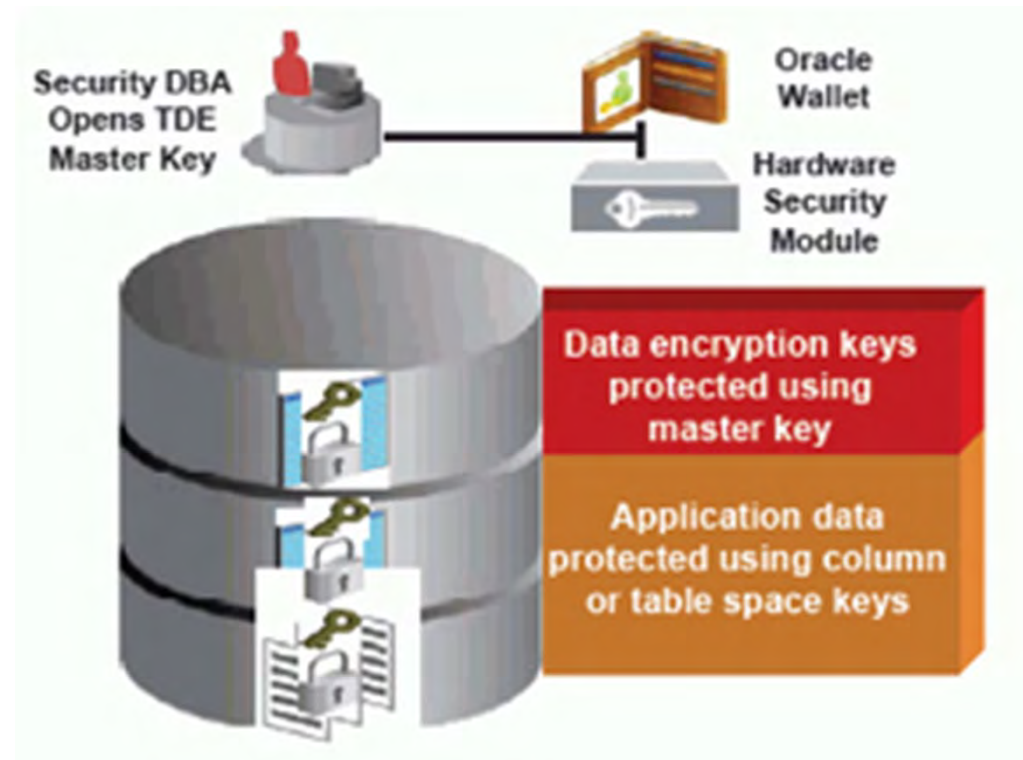 Security DBA
Opens TDE
Master Key
Oracle
Wallet
Hardware
Security
Module
Data encryption keys
protected using
master key
Application data
protected using column
or table space keys